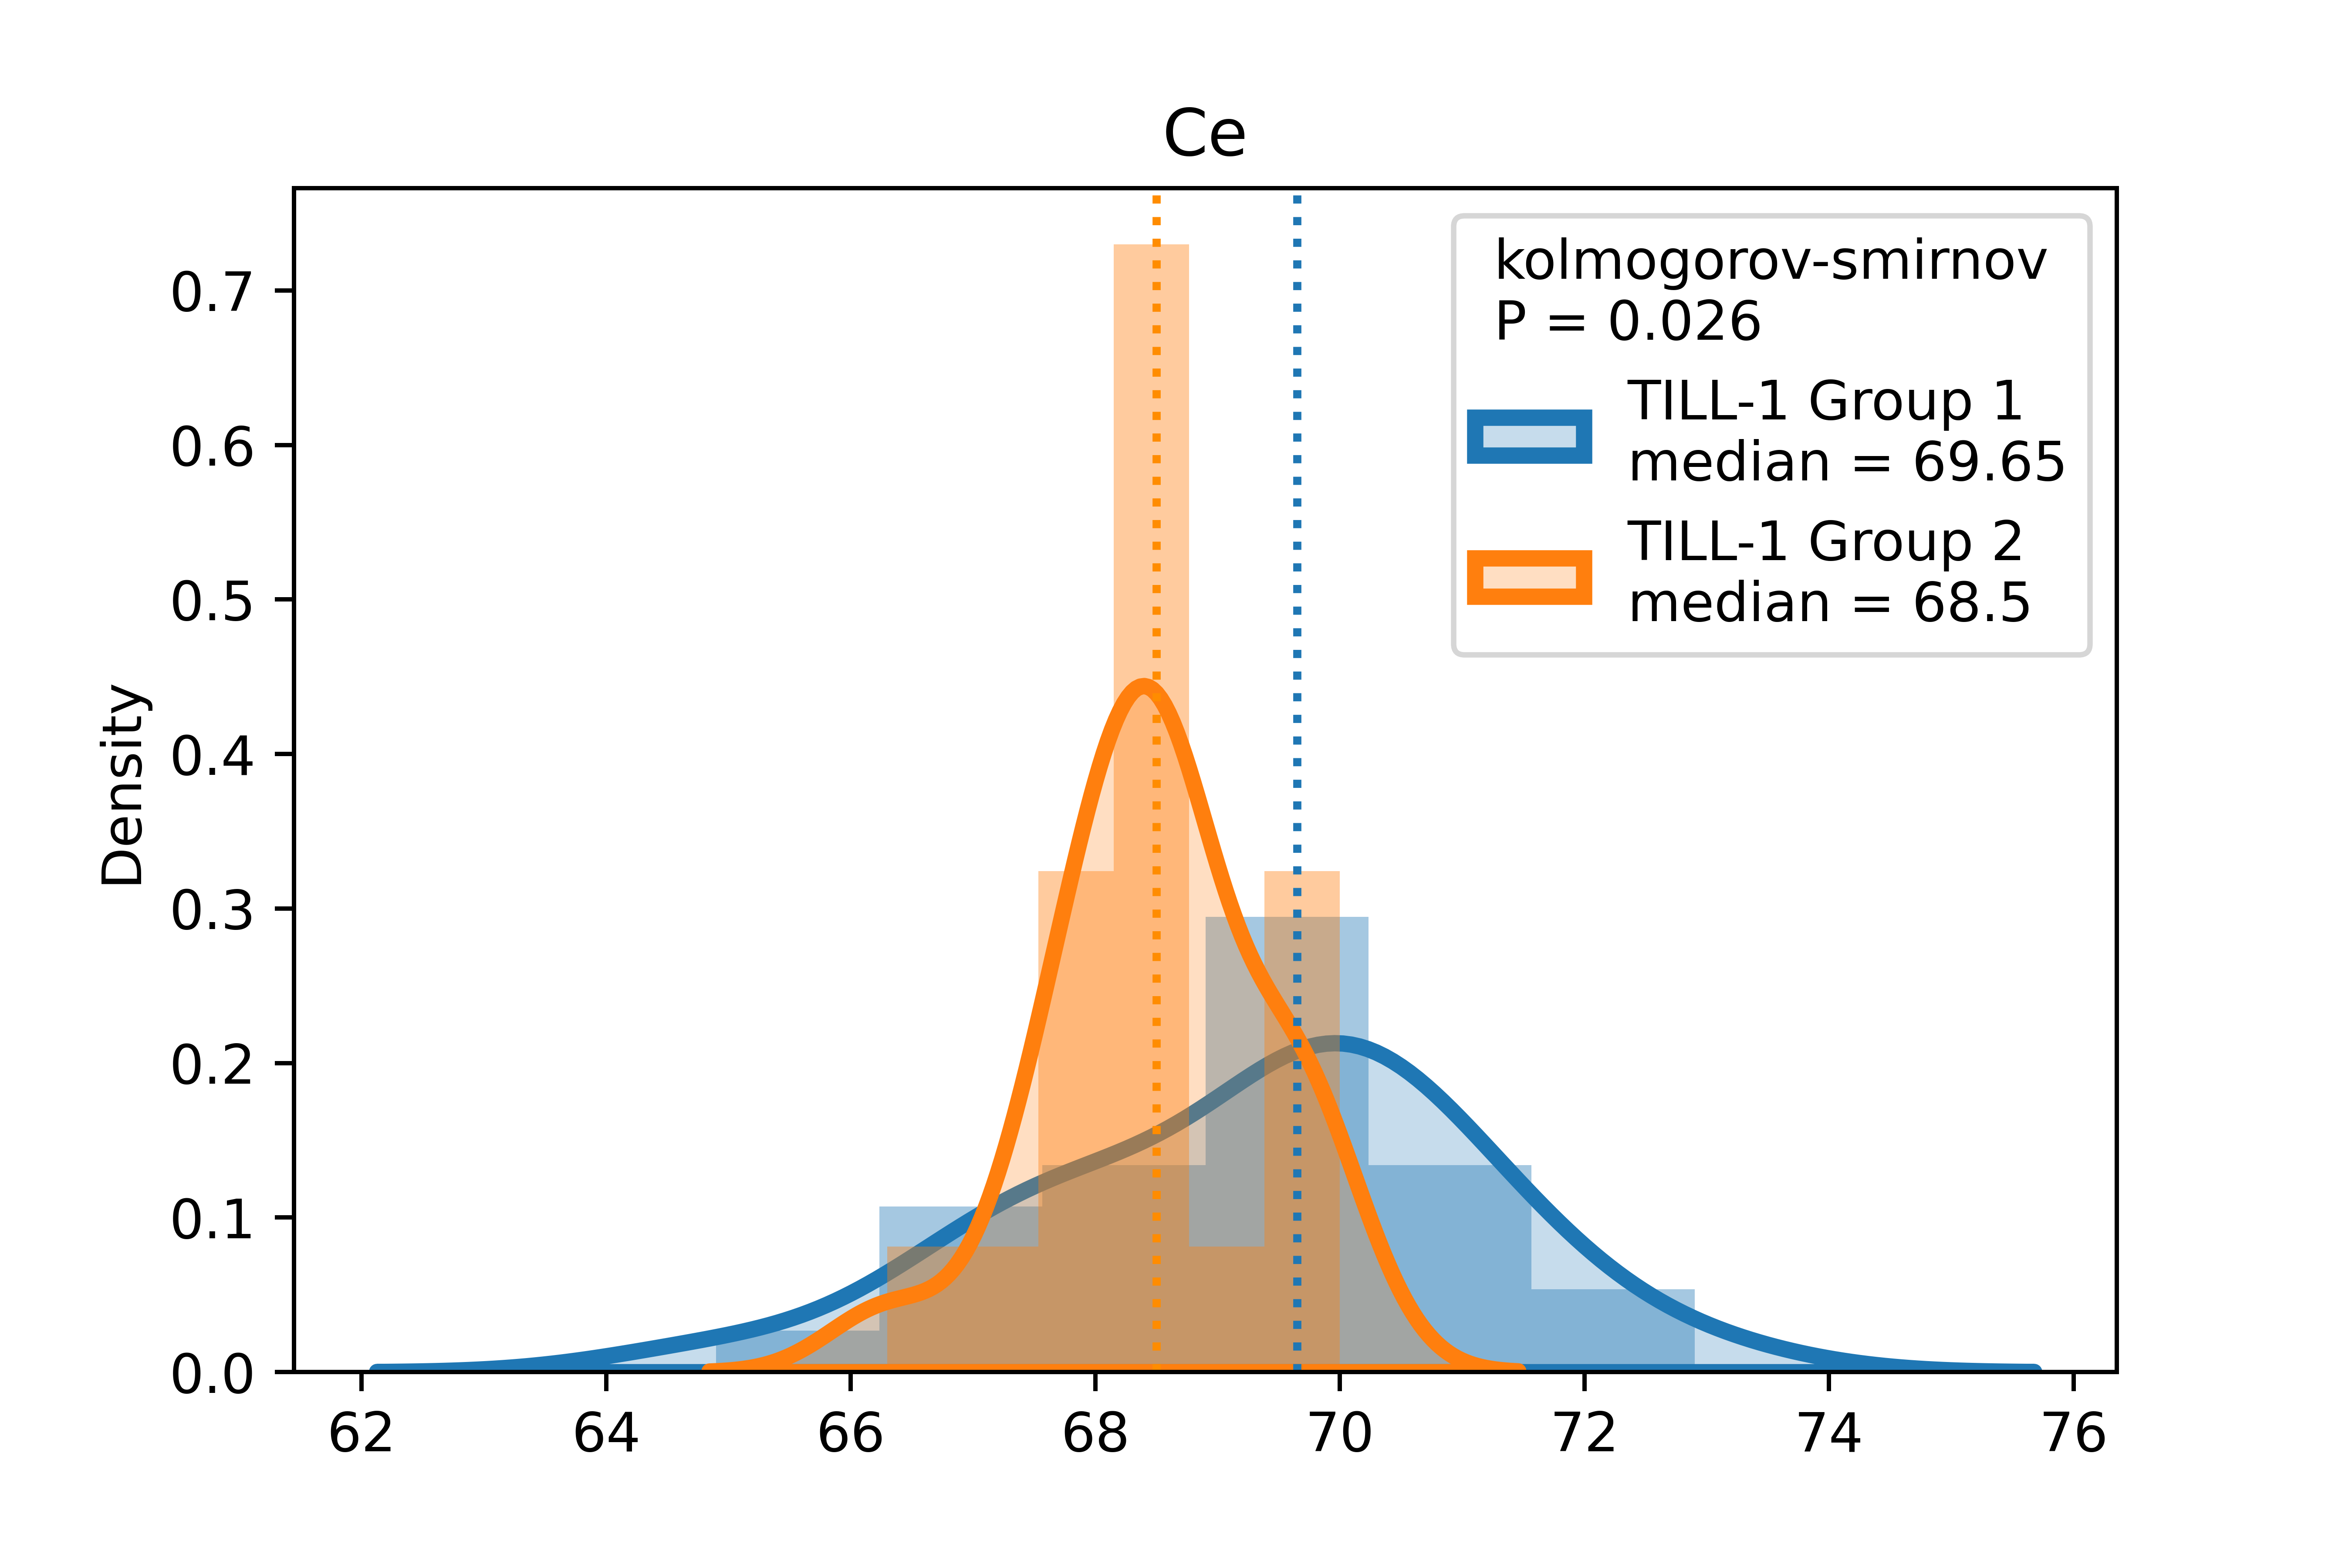 Ce
kolmogorov-smirnov
P = 0.026
TILL-1 Group 1
median = 69.65
TILL-1 Group 2
median = 68.5
Density
0.7
0.6
0.5
0.4
0.3
0.2
0.1
0.0
62 64 66 68 70 72 74 76